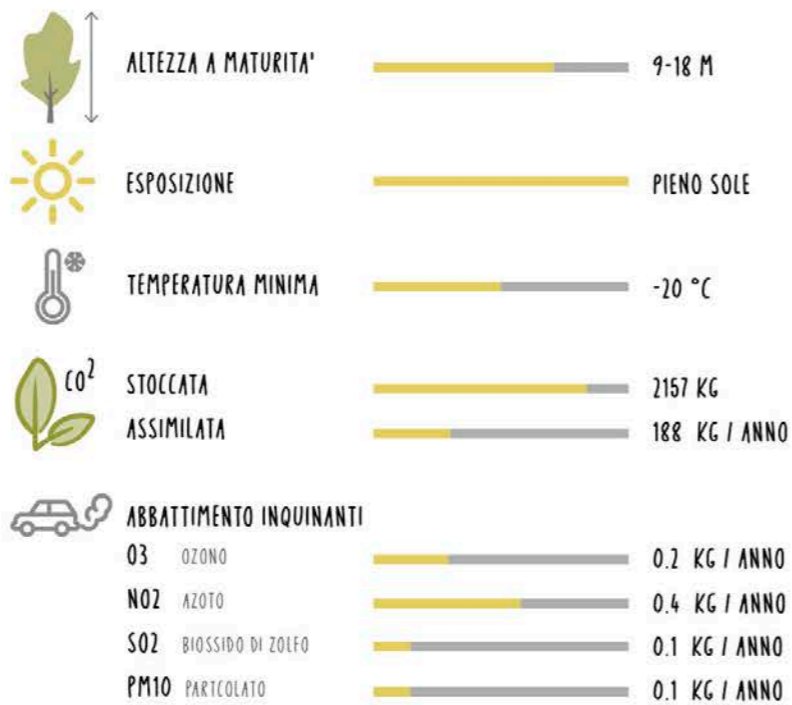 ALTEZZA A MATURITA' 9-18 M
ESPOSIZIONE PIENO SOLE
TEMPERATURA MINIMA -20 °C
CO2 STOCCATA 2157 KG
ASSIMILATA 188 KG / ANNO
ABBATTIMENTO INQUINANTI
O3 OZONO 0.2 KG / ANNO
NO2 AZOTO 0.4 KG / ANNO
SO2 BIOSSIDO DI ZOLFO 0.1 KG / ANNO
PM10 PARTCOLATO 0.1 KG / ANNO